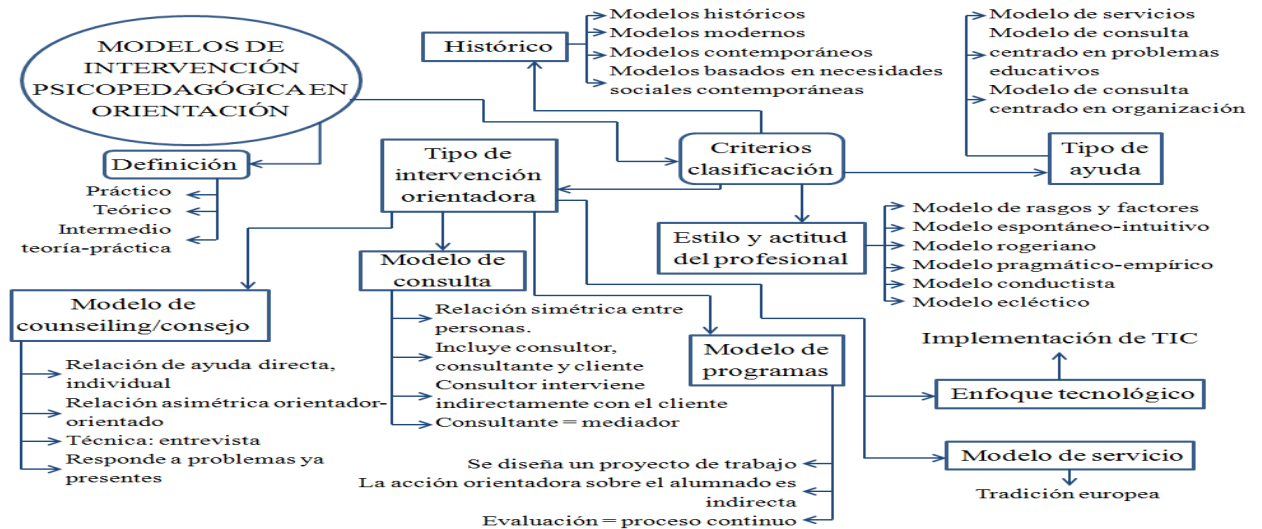 MODELOS DE
INTERVENCIÓN
PSICOPEDAGÓGICA EN
ORIENTACIÓN
Definición
Práctico
Teórico
Intermedio
teoría-práctica
Criterios
clasificación
Histórico
Modelos históricos
Modelos modernos
Modelos contemporáneos
Modelos basados en necesidades
sociales contemporáneas
Tipo de
ayuda
Modelo de servicios
Modelo de consulta
centrado en problemas
educativos
Modelo de consulta
centrado en organización
Estilo y actitud
del profesional
Modelo de rasgos y factores
Modelo espontáneo-intuitivo
Modelo rogeriano
Modelo pragmático-empírico
Modelo conductista
Modelo ecléctico
Tipo de
intervención
orientadora
Modelo de
counseiling/consejo
Relación de ayuda directa,
individual
Relación asimétrica orientador-
orientado
Técnica: entrevista
Responde a problemas ya
presentes
Modelo de
consulta
Relación simétrica entre
personas.
Incluye consultor,
consultante y cliente
Consultor interviene
indirectamente con el cliente
Consultante = mediador
Modelo de
programas
Se diseña un proyecto de trabajo
La acción orientadora sobre el alumnado es
indirecta
Evaluación = proceso continuo
Implementación de TIC
Enfoque tecnológico
Modelo de servicio
Tradición europea